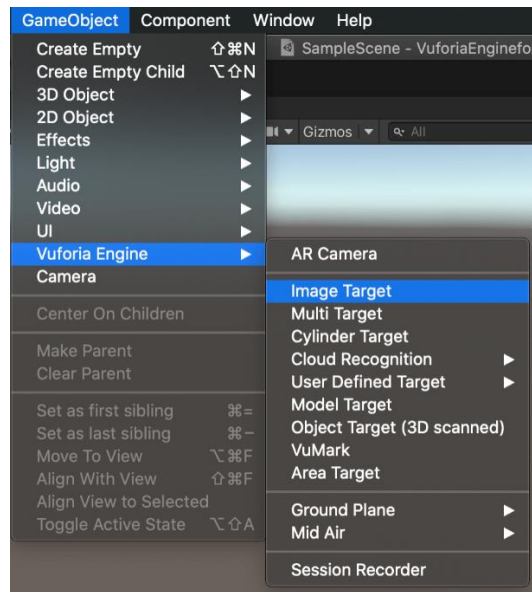 GameObject Component Window Help
SampleScene - VuforiaEnginefo
Gizmos All
Create Empty ⇧⌘N
Create Empty Child ⌥⇧N
3D Object ▶
2D Object ▶
Effects ▶
Light ▶
Audio ▶
Video ▶
UI ▶
Vuforia Engine ▶
Camera
Center On Children
Make Parent
Clear Parent
Set as first sibling ⌘=
Set as last sibling ⌘−
Move To View ⌥⌘F
Align With View ⇧⌘F
Align View to Selected
Toggle Active State ⌥⇧A
AR Camera
Image Target
Multi Target
Cylinder Target
Cloud Recognition ▶
User Defined Target ▶
Model Target
Object Target (3D scanned)
VuMark
Area Target
Ground Plane ▶
Mid Air ▶
Session Recorder